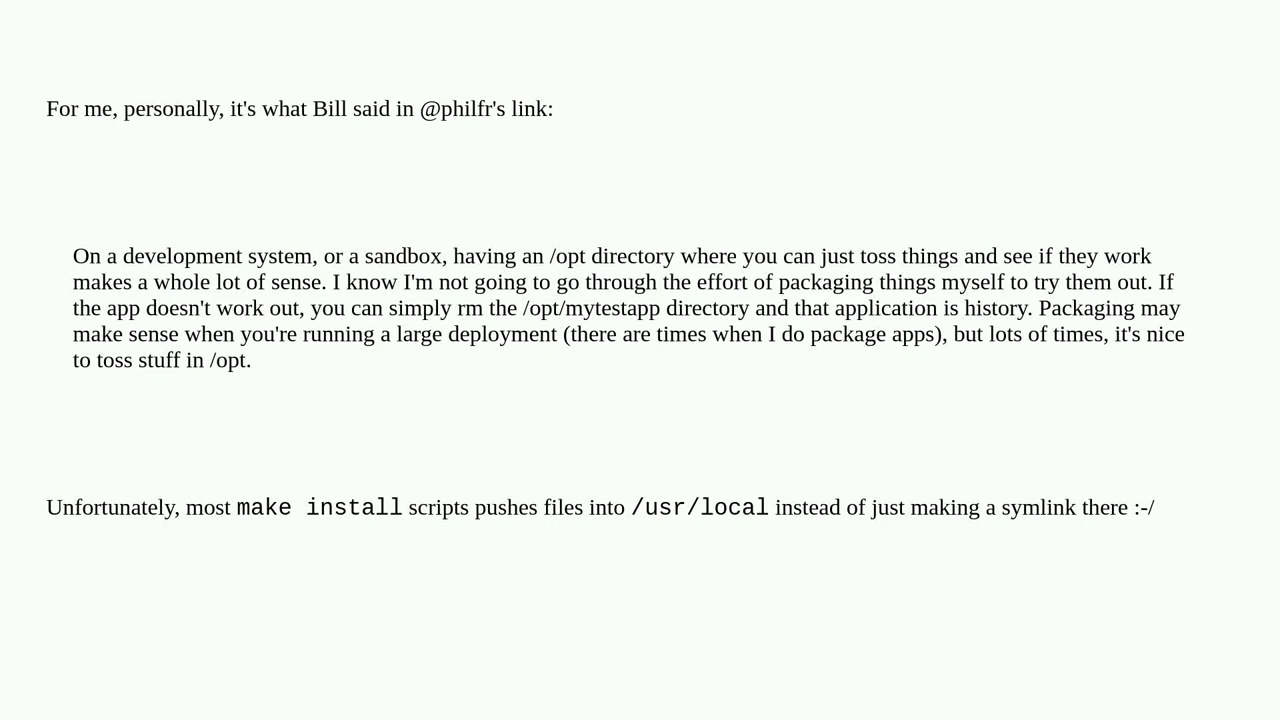 For me, personally, it's what Bill said in @philfr's link:
On a development system, or a sandbox, having an /opt directory where you can just toss things and see if they work
makes a whole lot of sense. I know I'm not going to go through the effort of packaging things myself to try them out. If
the app doesn't work out, you can simply rm the /opt/mytestapp directory and that application is history. Packaging may
make sense when you're running a large deployment (there are times when I do package apps), but lots of times, it's nice
to toss stuff in /opt.
Unfortunately, most make install scripts pushes files into /usr/local instead of just making a symlink there :-/